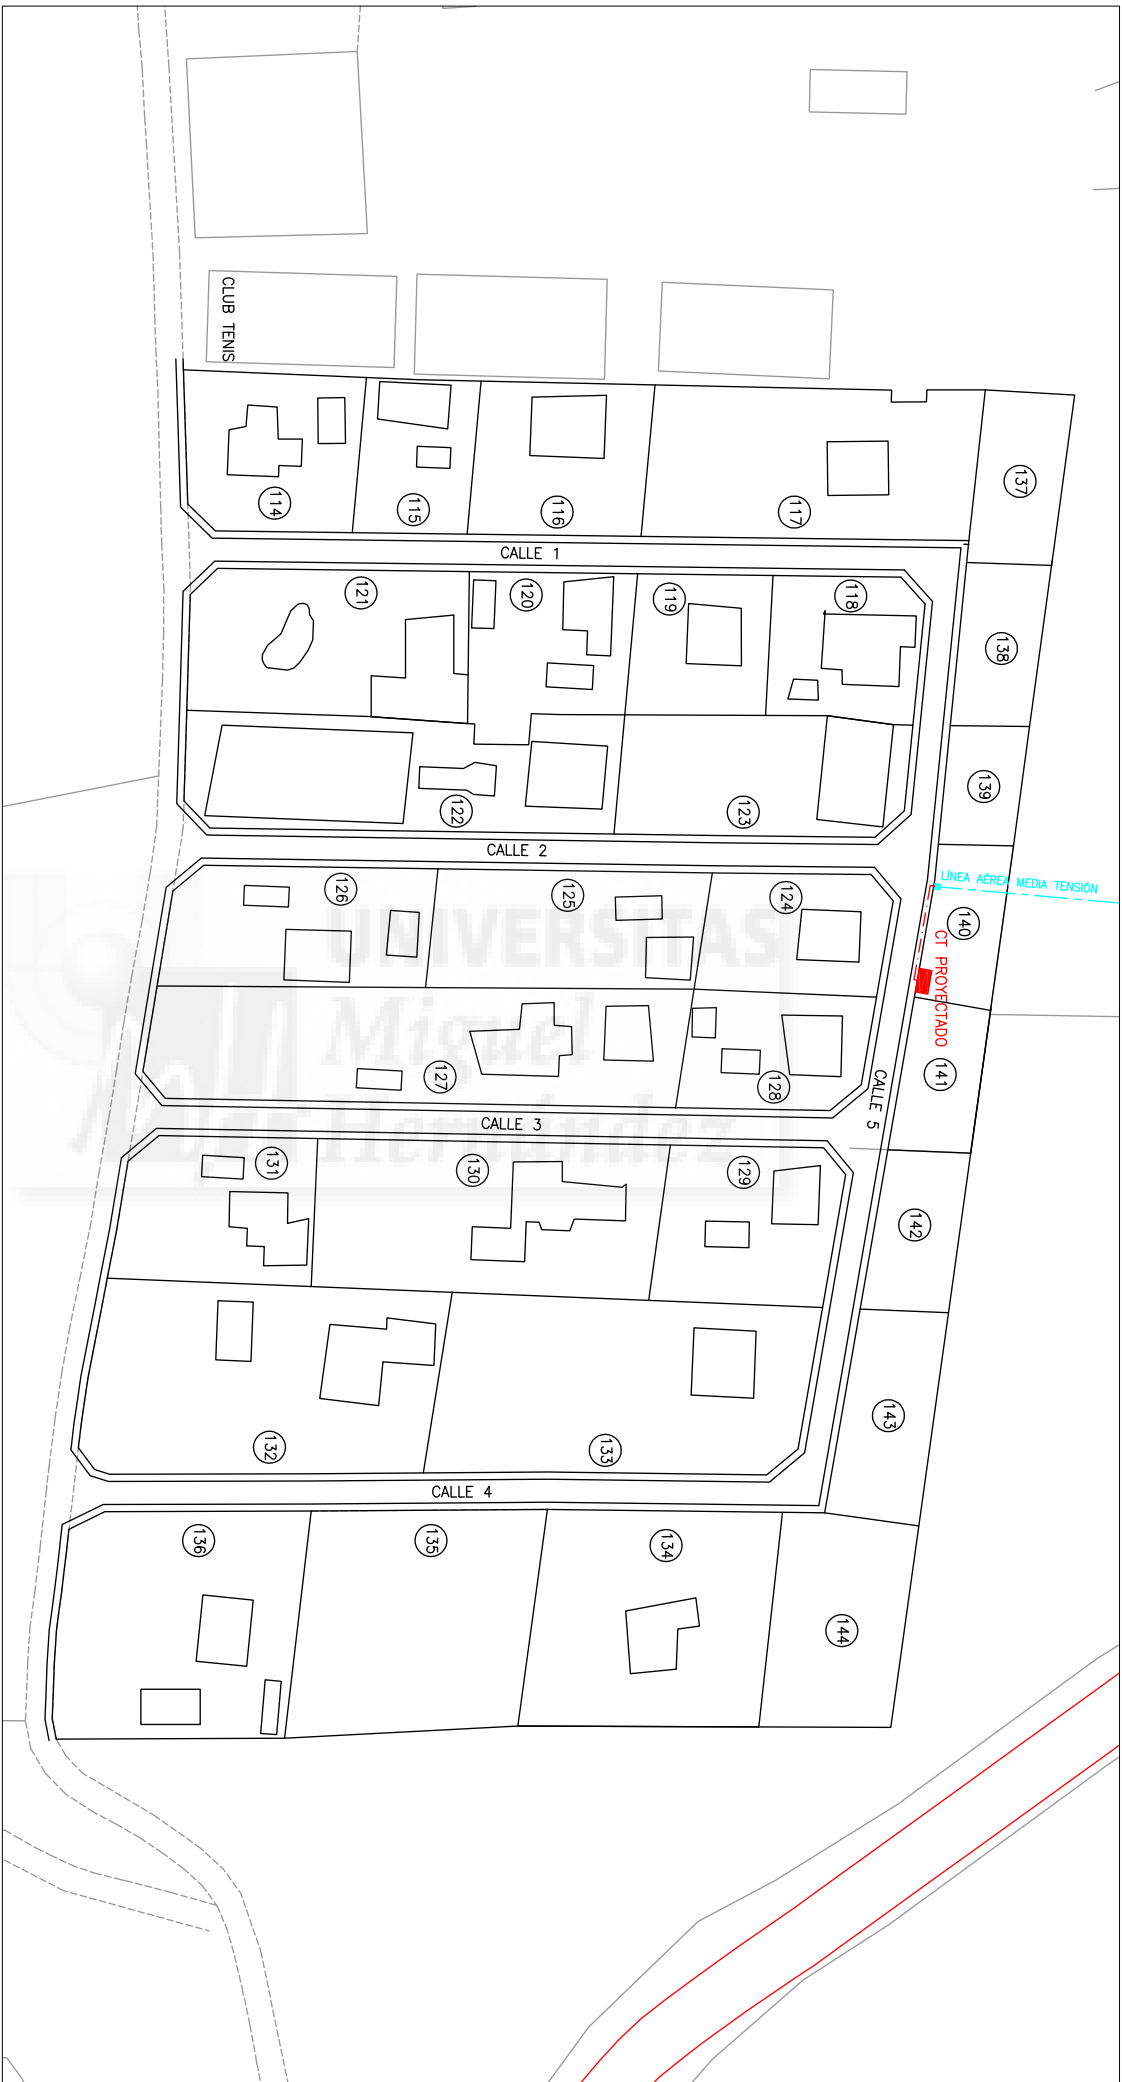 CLUB TENIS
137
114
115
116
117
CALLE 1
121
120
119
118
138
122
123
139
CALLE 2
LÍNEA AÉREA MEDIA TENSIÓN
126
125
124
140
CT PROYECTADO
UNIVERSITAS
Miguel
Hernández
127
128
141
CALLE 5
CALLE 3
131
130
129
142
132
133
143
CALLE 4
136
135
134
144